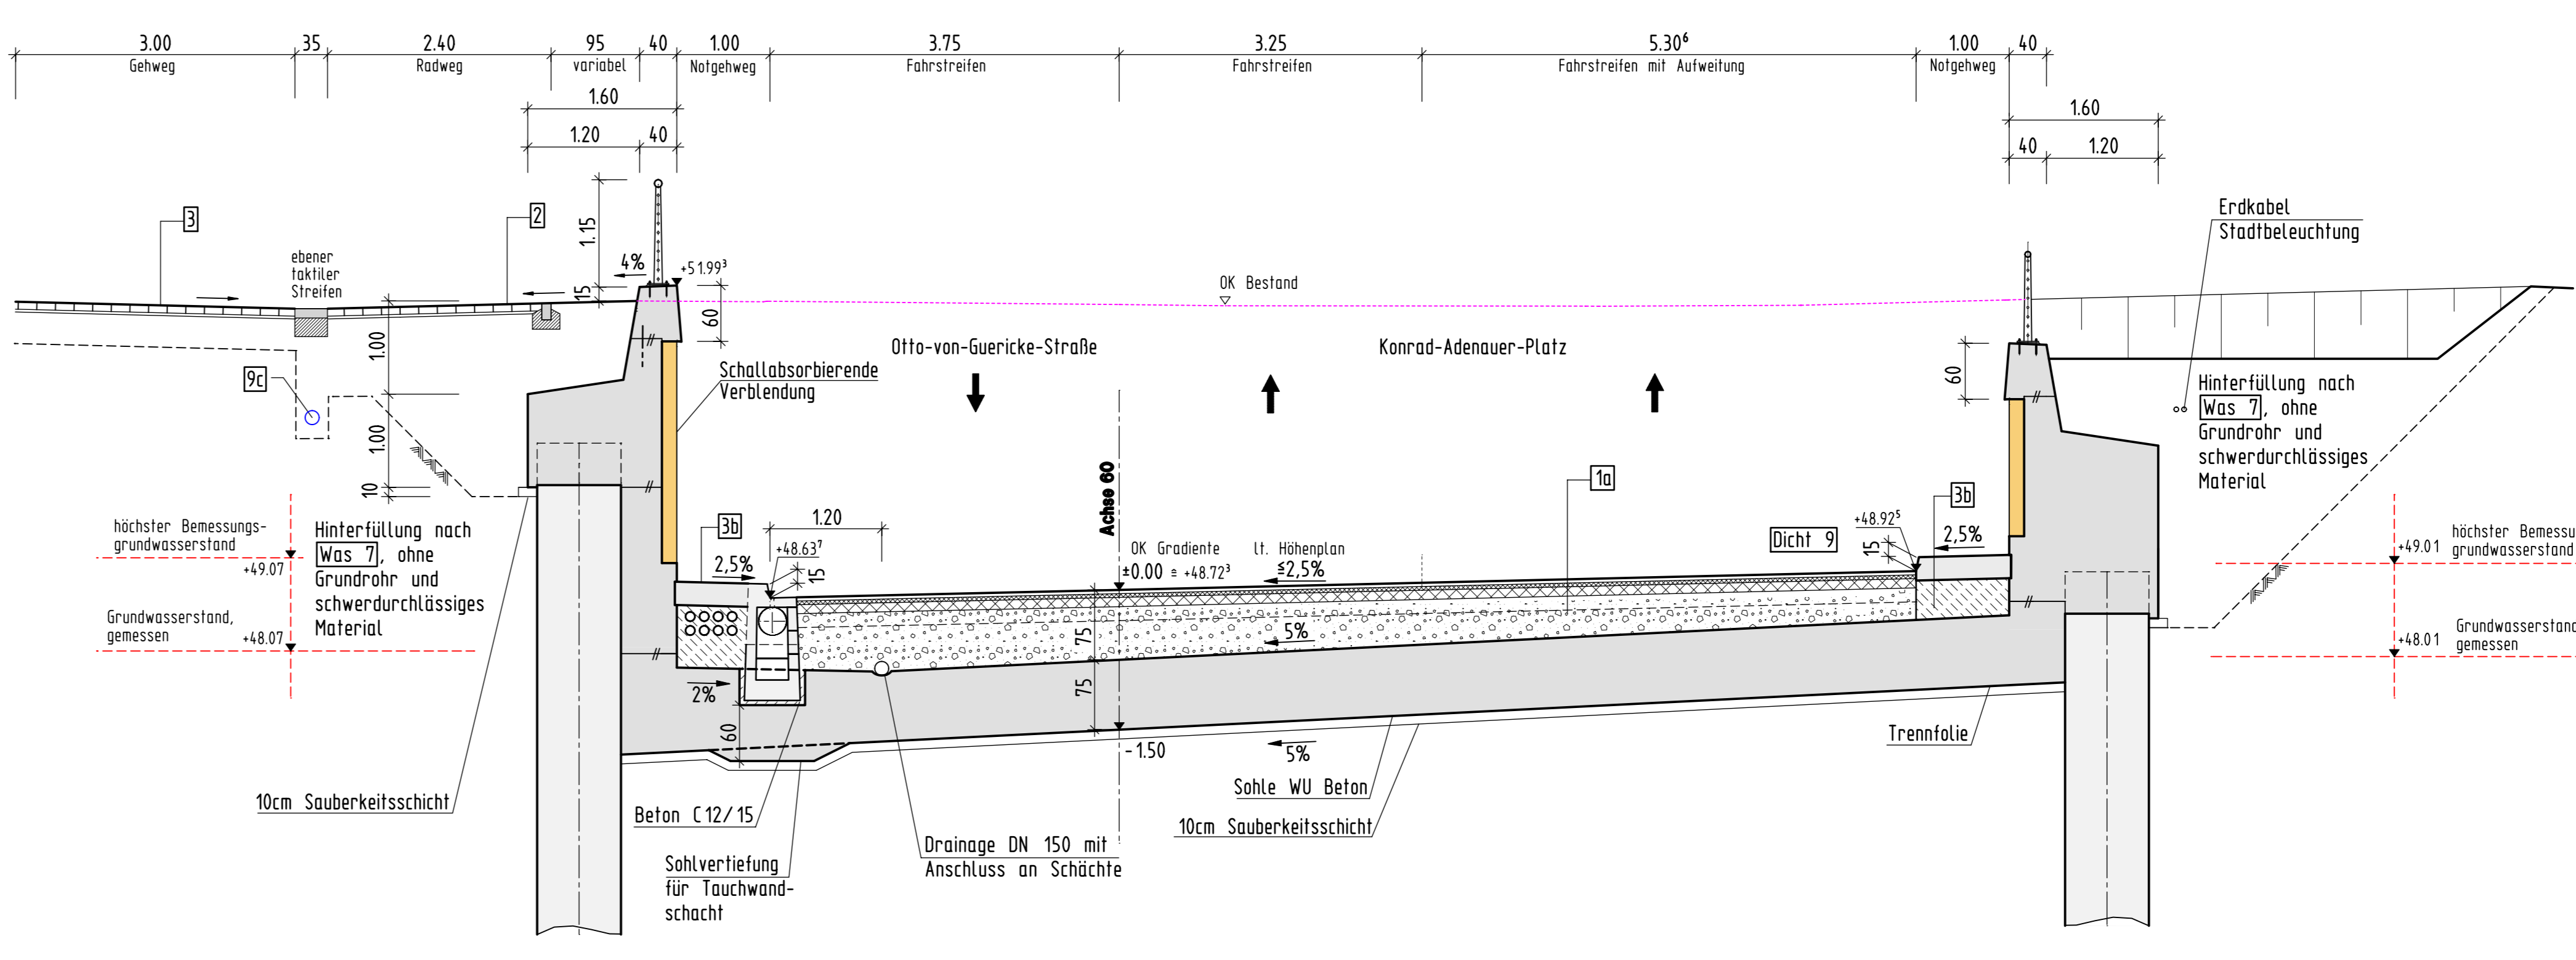 3.00 35 2.40 95 40 1.00 3.75 3.25 5.30⁶ 1.00 40
Gehweg Radweg variabel Notgehweg Fahrstreifen Fahrstreifen Fahrstreifen mit Aufweitung Notgehweg
1.60
1.20 40
1.60
40 1.20
3
2
1.15
15
4%
+51.99³
60
ebener
taktiler
Streifen
OK Bestand
Erdkabel
Stadtbeleuchtung
1.00
1.00
10
9c
Schallabsorbierende
Verblendung
Otto-von-Guericke-Straße
Konrad-Adenauer-Platz
60
Hinterfüllung nach
Was 7, ohne
Grundrohr und
schwerdurchlässiges
Material
Achse 60
1a
3b
3b
1.20
höchster Bemessungs-
grundwasserstand
+49.07
Grundwasserstand,
gemessen
+48.07
Hinterfüllung nach
Was 7, ohne
Grundrohr und
schwerdurchlässiges
Material
2,5%
+48.63⁷
15
OK Gradiente
±0.00 ≙ +48.72³
lt. Höhenplan
≦2,5%
Dicht 9
+48.92⁵
15
2,5%
höchster Bemessu
grundwasserstand
+49.01
Grundwasserstand
gemessen
+48.01
75
5%
75
2%
60
-1.50
5%
Trennfolie
Sohle WU Beton
10cm Sauberkeitsschicht
10cm Sauberkeitsschicht
Beton C12/15
Sohlvertiefung
für Tauchwand-
schacht
Drainage DN 150 mit
Anschluss an Schächte